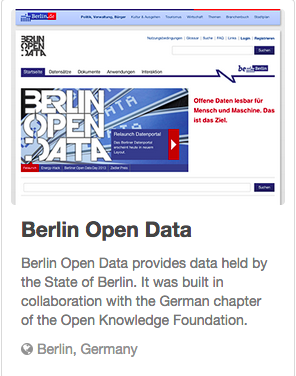 Berlin.de
Politik, Verwaltung, Bürger Kultur & Ausgehen Tourismus Wirtschaft Themen Branchenbuch Stadtplan
BERLIN
OPEN
DATA
Nutzungsbedingungen Glossar Suche FAQ Links Login Registrieren
Suchen
Startseite Datensätze Dokumente Anwendungen Interaktion
be Berlin
BERLIN
OPEN
DATA
Offene Daten lesbar für
Mensch und Maschine. Das
ist das Ziel.
Relaunch Datenportal
Das Berliner Datenportal
erscheint heute in neuem
Layout.
Relaunch Energy-Hack Berliner Open Data Day 2013 Zeitler Preis
Suchen
Berlin Open Data
Berlin Open Data provides data held by
the State of Berlin. It was built in
collaboration with the German chapter
of the Open Knowledge Foundation.
Berlin, Germany